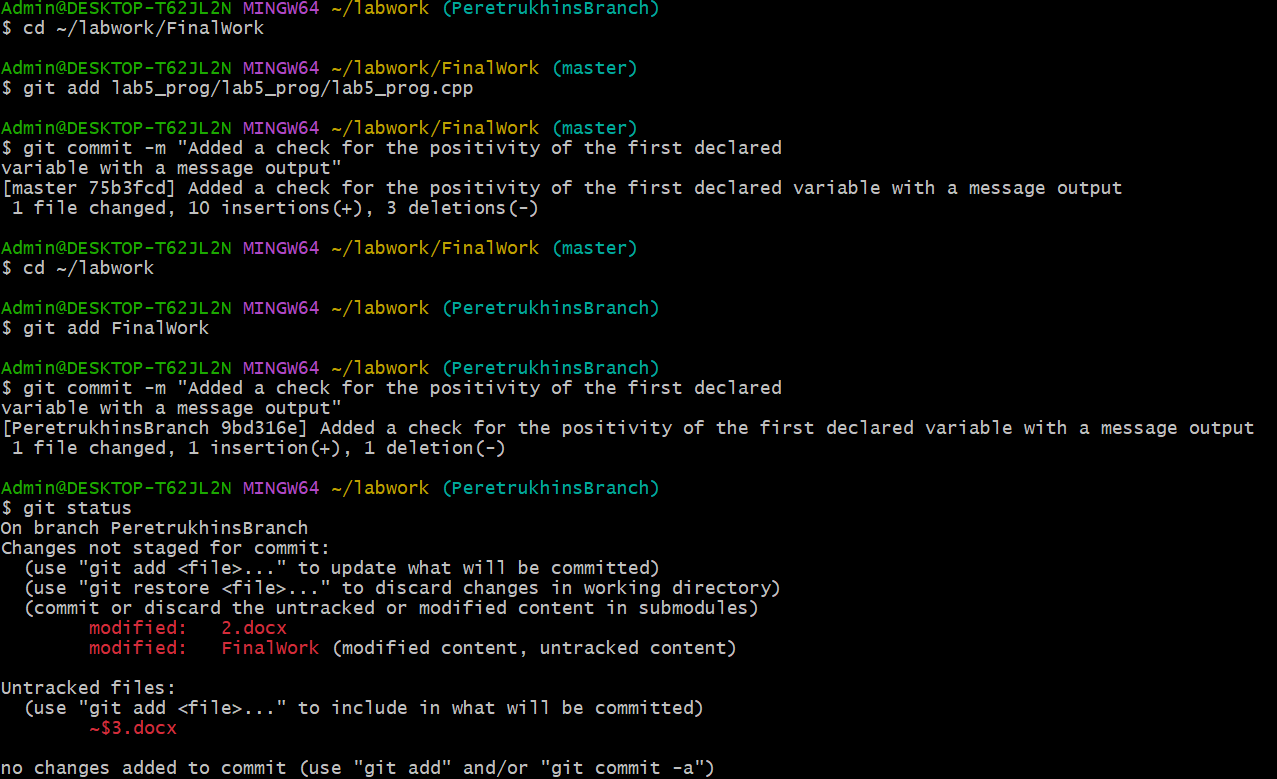 Admin@DESKTOP-T62JL2N MINGW64 ~/labwork (PeretrukhinsBranch)
$ cd ~/labwork/FinalWork
Admin@DESKTOP-T62JL2N MINGW64 ~/labwork/FinalWork (master)
$ git add lab5_prog/lab5_prog/lab5_prog.cpp
Admin@DESKTOP-T62JL2N MINGW64 ~/labwork/FinalWork (master)
$ git commit -m "Added a check for the positivity of the first declared
variable with a message output"
[master 75b3fcd] Added a check for the positivity of the first declared variable with a message output
1 file changed, 10 insertions(+), 3 deletions(-)
Admin@DESKTOP-T62JL2N MINGW64 ~/labwork/FinalWork (master)
$ cd ~/labwork
Admin@DESKTOP-T62JL2N MINGW64 ~/labwork (PeretrukhinsBranch)
$ git add FinalWork
Admin@DESKTOP-T62JL2N MINGW64 ~/labwork (PeretrukhinsBranch)
$ git commit -m "Added a check for the positivity of the first declared
variable with a message output"
[PeretrukhinsBranch 9bd316e] Added a check for the positivity of the first declared variable with a message output
1 file changed, 1 insertion(+), 1 deletion(-)
Admin@DESKTOP-T62JL2N MINGW64 ~/labwork (PeretrukhinsBranch)
$ git status
On branch PeretrukhinsBranch
Changes not staged for commit:
(use "git add <file>..." to update what will be committed)
(use "git restore <file>..." to discard changes in working directory)
(commit or discard the untracked or modified content in submodules)
modified: 2.docx
modified: FinalWork (modified content, untracked content)
Untracked files:
(use "git add <file>..." to include in what will be committed)
~$3.docx
no changes added to commit (use "git add" and/or "git commit -a")